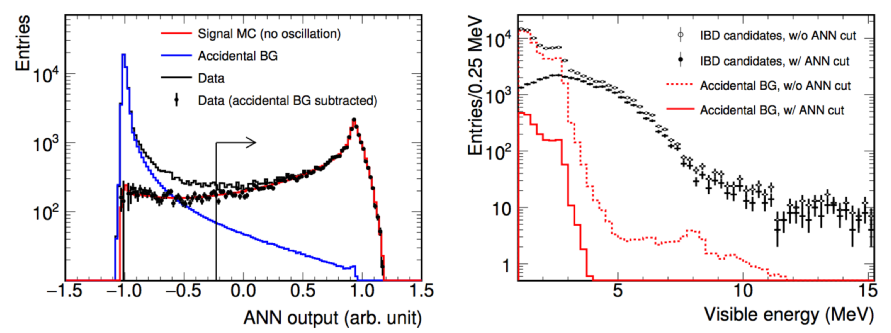 Entries
10⁴
10³
10²
Signal MC (no oscillation)
Accidental BG
Data
Data (accidental BG subtracted)
−1.5 −1.0 −0.5 0.0 0.5 1.0 1.5
ANN output (arb. unit)
Entries/0.25 MeV
10⁴
10³
10²
10
1
IBD candidates, w/o ANN cut
IBD candidates, w/ ANN cut
Accidental BG, w/o ANN cut
Accidental BG, w/ ANN cut
5 10 15
Visible energy (MeV)